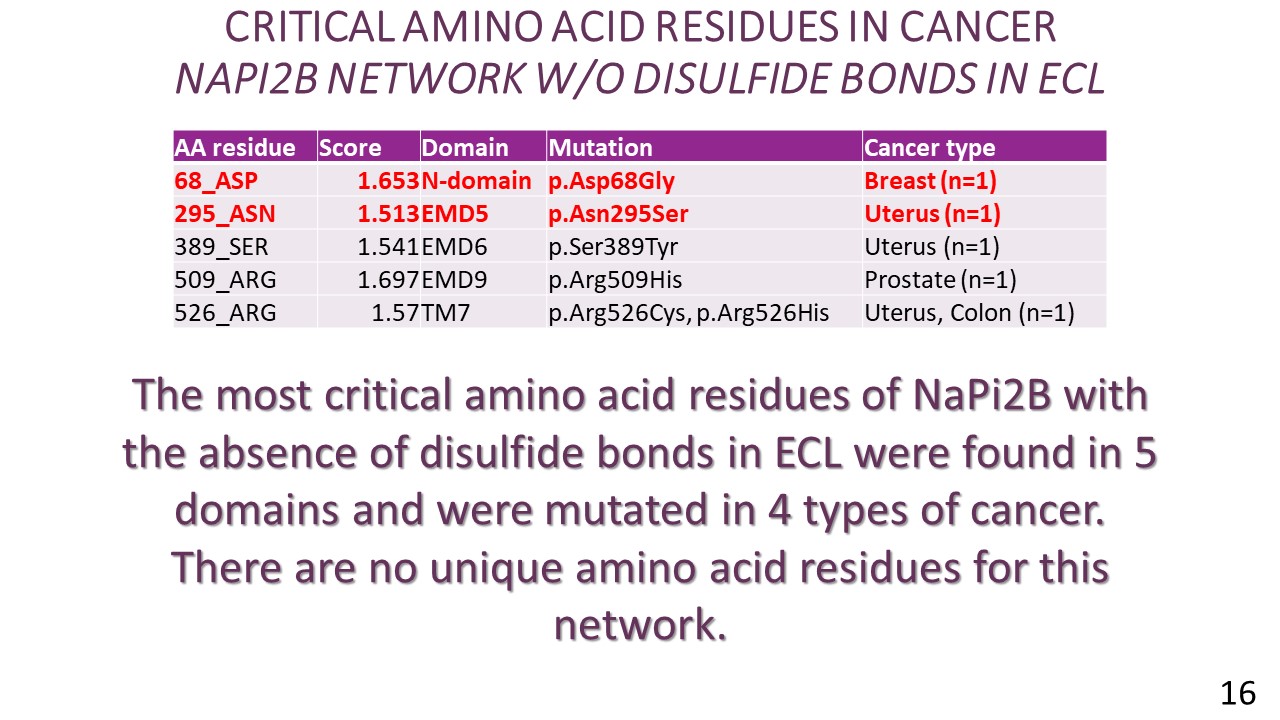 CRITICAL AMINO ACID RESIDUES IN CANCER
NAPI2B NETWORK W/O DISULFIDE BONDS IN ECL
AA residue Score Domain Mutation Cancer type
68_ASP 1.653 N-domain p.Asp68Gly Breast (n=1)
295_ASN 1.513 EMD5 p.Asn295Ser Uterus (n=1)
389_SER 1.541 EMD6 p.Ser389Tyr Uterus (n=1)
509_ARG 1.697 EMD9 p.Arg509His Prostate (n=1)
526_ARG 1.57 TM7 p.Arg526Cys, p.Arg526His Uterus, Colon (n=1)
The most critical amino acid residues of NaPi2B with
the absence of disulfide bonds in ECL were found in 5
domains and were mutated in 4 types of cancer.
There are no unique amino acid residues for this
network.
16